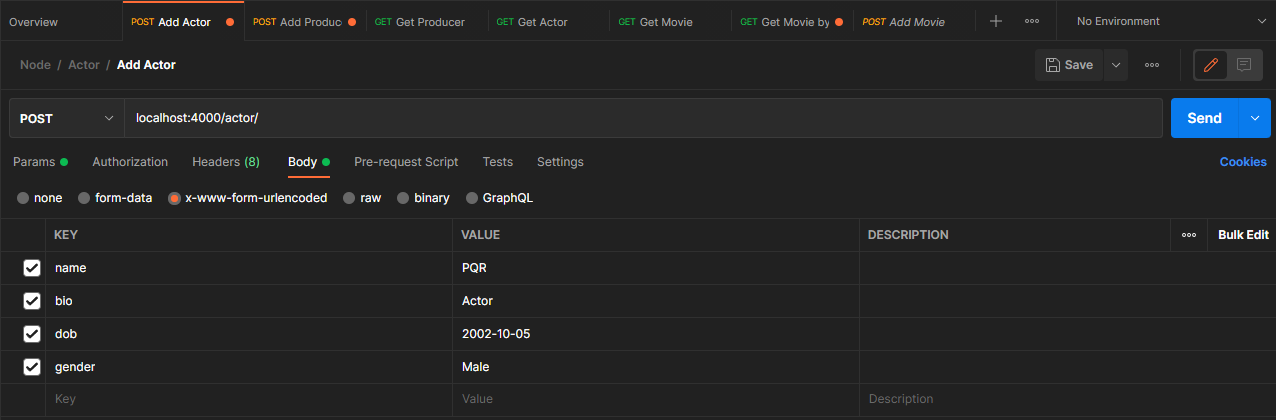 Overview POST Add Actor POST Add Produc GET Get Producer GET Get Actor GET Get Movie GET Get Movie by POST Add Movie No Environment
Node / Actor / Add Actor Save
POST localhost:4000/actor/ Send
Params Authorization Headers (8) Body Pre-request Script Tests Settings Cookies
none form-data x-www-form-urlencoded raw binary GraphQL
KEY VALUE DESCRIPTION Bulk Edit
name PQR
bio Actor
dob 2002-10-05
gender Male
Key Value Description